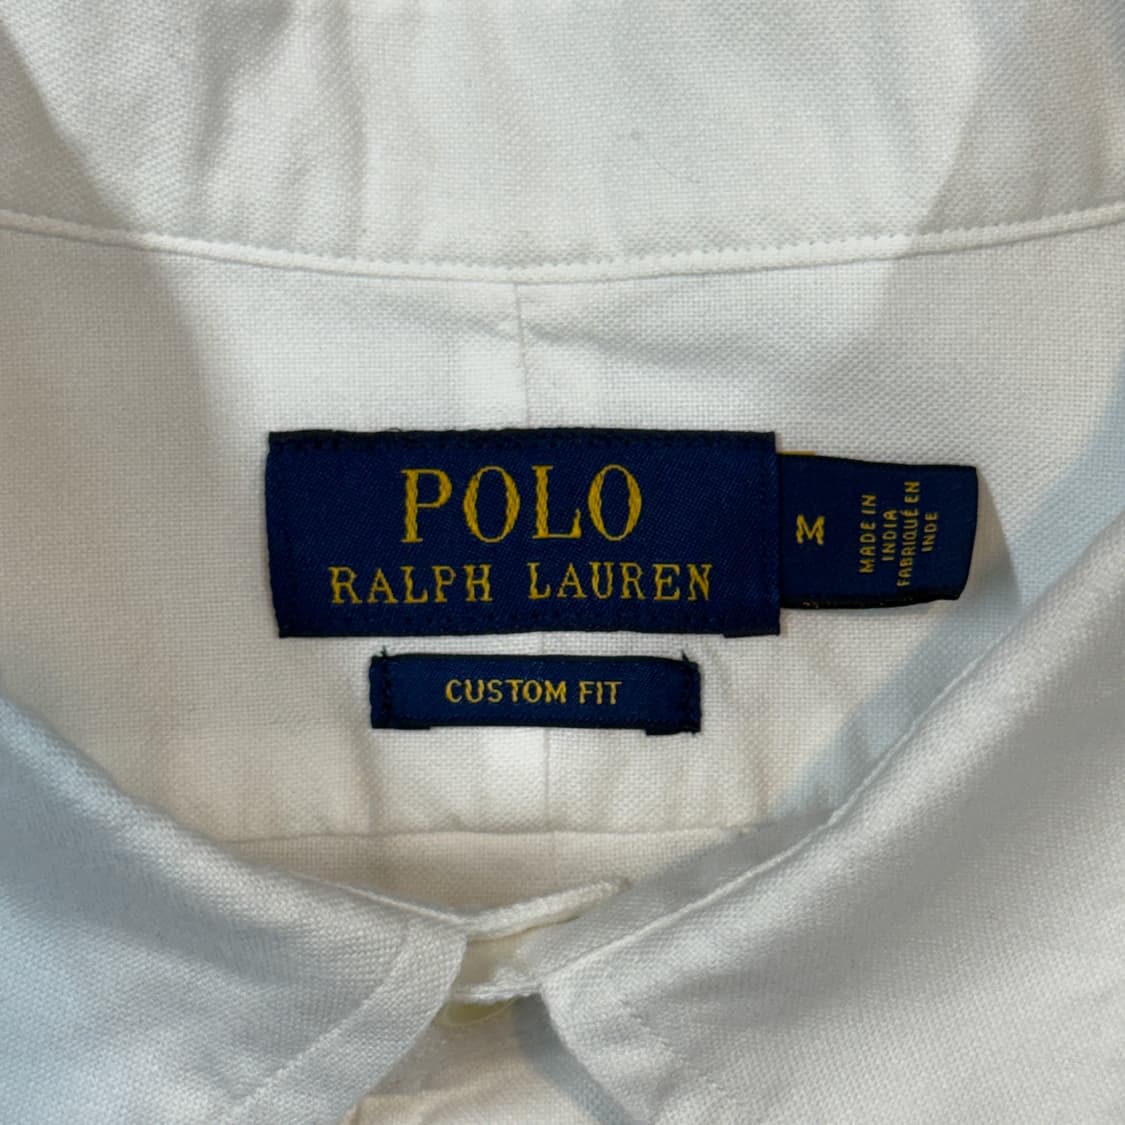 POLO
RALPH LAUREN
M
MADE IN
INDIA
FABRIQUÉ EN
INDE
CUSTOM FIT